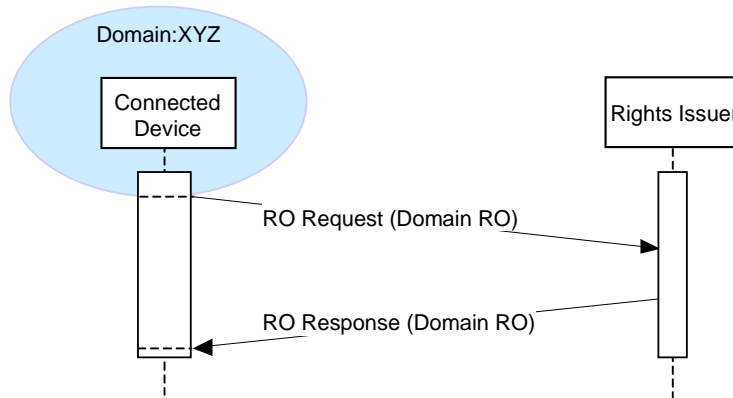 Domain:XYZ
Connected
Device
Rights Issuer
RO Request (Domain RO)
RO Response (Domain RO)